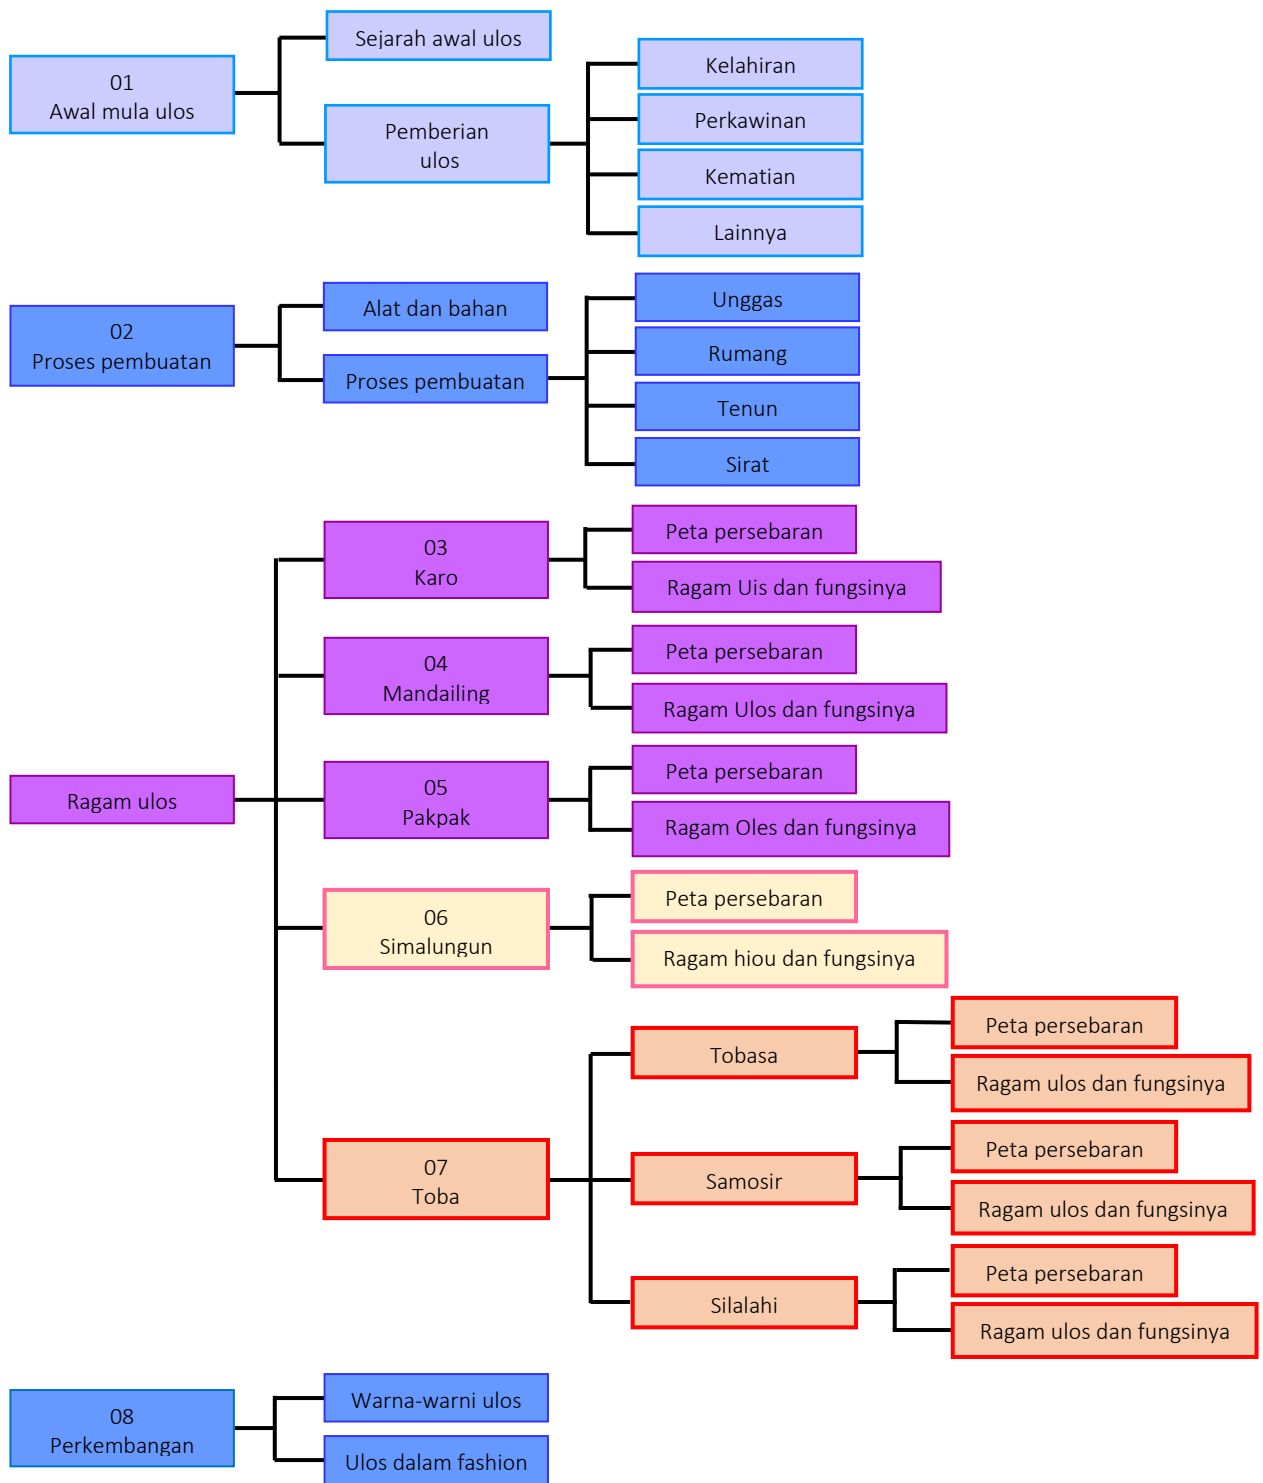 01
Awal mula ulos
Sejarah awal ulos
Pemberian
ulos
Kelahiran
Perkawinan
Kematian
Lainnya
02
Proses pembuatan
Alat dan bahan
Proses pembuatan
Unggas
Rumang
Tenun
Sirat
Ragam ulos
03
Karo
Peta persebaran
Ragam Uis dan fungsinya
04
Mandailing
Peta persebaran
Ragam Ulos dan fungsinya
05
Pakpak
Peta persebaran
Ragam Oles dan fungsinya
06
Simalungun
Peta persebaran
Ragam hiou dan fungsinya
07
Toba
Tobasa
Peta persebaran
Ragam ulos dan fungsinya
Samosir
Peta persebaran
Ragam ulos dan fungsinya
Silalahi
Peta persebaran
Ragam ulos dan fungsinya
08
Perkembangan
Warna-warni ulos
Ulos dalam fashion